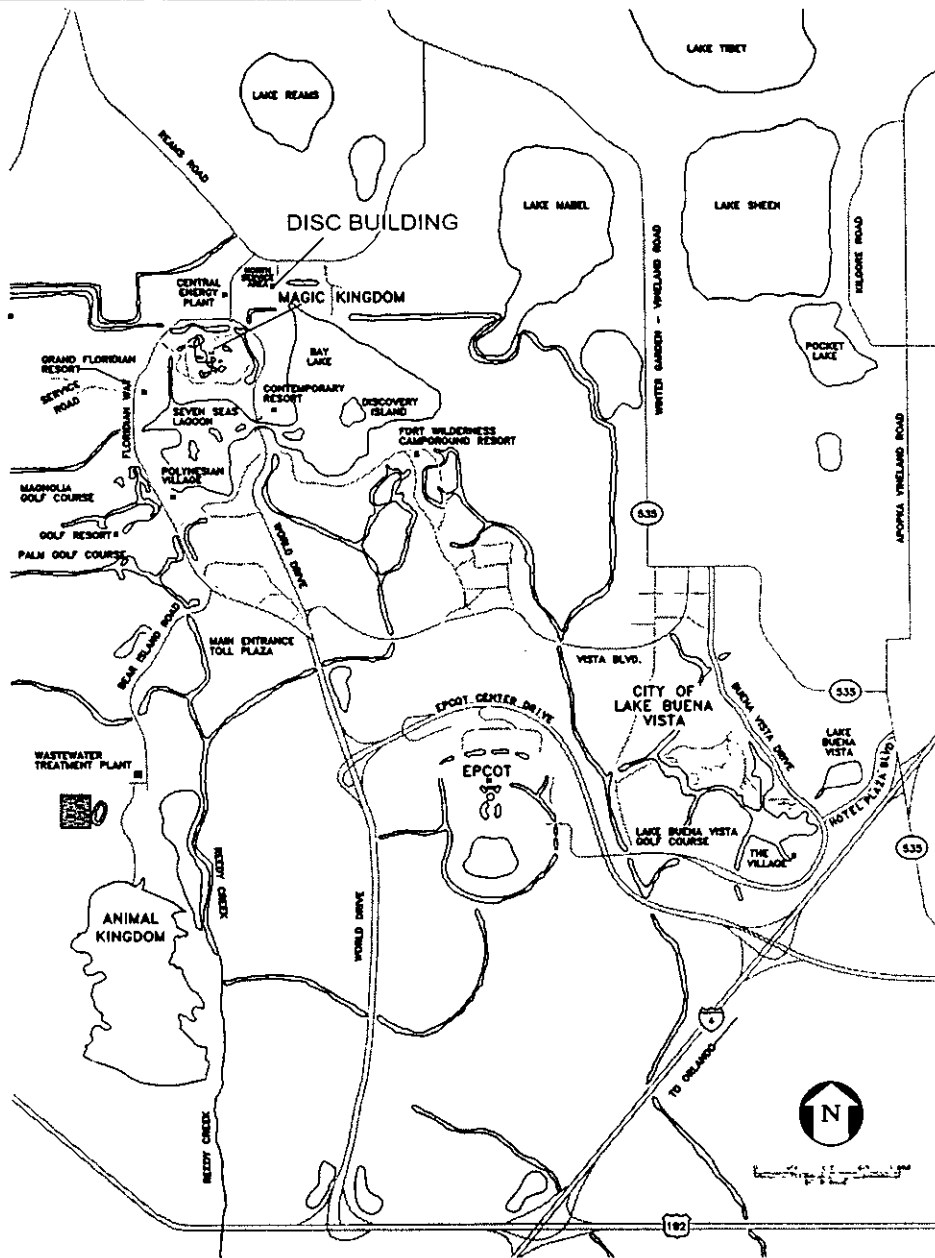 LAKE TIBET
LAKE REAMS
REAMS ROAD
LAKE MABEL
LAKE SHEEN
KILGORE ROAD
DISC BUILDING
WINTER GARDEN - VINELAND ROAD
NORTH
SERVICE
AREA
CENTRAL
ENERGY
PLANT
MAGIC KINGDOM
POCKET
LAKE
BAY
LAKE
GRAND FLORIDIAN
RESORT
SERVICE
ROAD
FLORIDIAN WAY
CONTEMPORARY
RESORT
DISCOVERY
ISLAND
SEVEN SEAS
LAGOON
FORT WILDERNESS
CAMPGROUND RESORT
POLYNESIAN
VILLAGE
MAGNOLIA
GOLF COURSE
APOPKA VINELAND ROAD
535
GOLF RESORT
PALM GOLF COURSE
WORLD DRIVE
BEAR ISLAND ROAD
MAIN ENTRANCE
TOLL PLAZA
VISTA BLVD.
CITY OF
LAKE BUENA
VISTA
BUENA VISTA DRIVE
535
EPCOT CENTER DRIVE
WASTEWATER
TREATMENT PLANT
EPCOT
LAKE
BUENA
VISTA
HOTEL PLAZA BLVD
LAKE BUENA VISTA
GOLF COURSE
THE
VILLAGE
535
REEDY CREEK
WORLD DRIVE
ANIMAL
KINGDOM
4
TO ORLANDO
N
REEDY CREEK
192